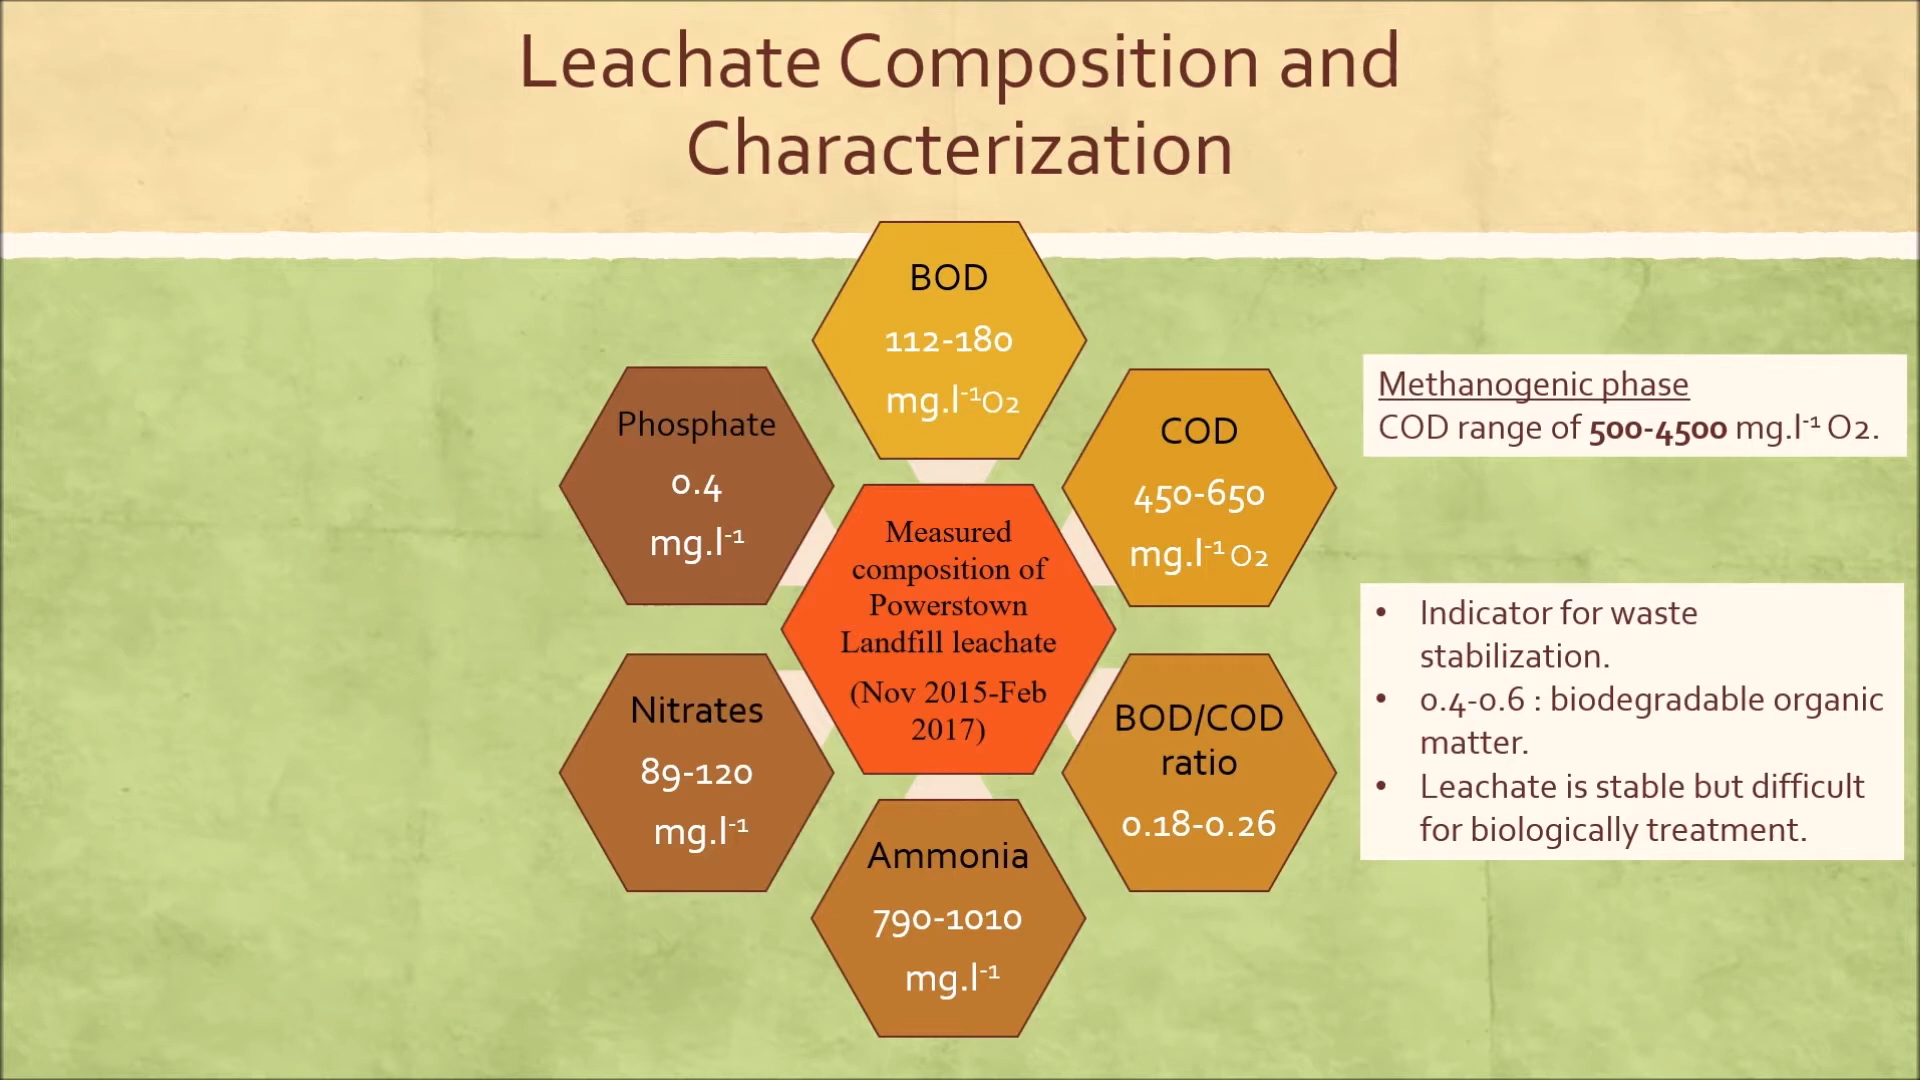 Leachate Composition and
Characterization
BOD
112-180
mg.l⁻¹O2
Phosphate
0.4
mg.l⁻¹
COD
450-650
mg.l⁻¹ O2
Methanogenic phase
COD range of 500-4500 mg.l⁻¹ O2.
Measured
composition of
Powerstown
Landfill leachate
(Nov 2015-Feb
2017)
Nitrates
89-120
mg.l⁻¹
BOD/COD
ratio
0.18-0.26
• Indicator for waste
stabilization.
• 0.4-0.6 : biodegradable organic
matter.
• Leachate is stable but difficult
for biologically treatment.
Ammonia
790-1010
mg.l⁻¹